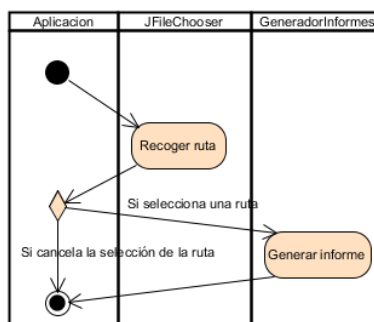 Aplicacion
JFileChooser
GeneradorInformes
Recoger ruta
Si selecciona una ruta
Si cancela la selección de la ruta
Generar informe